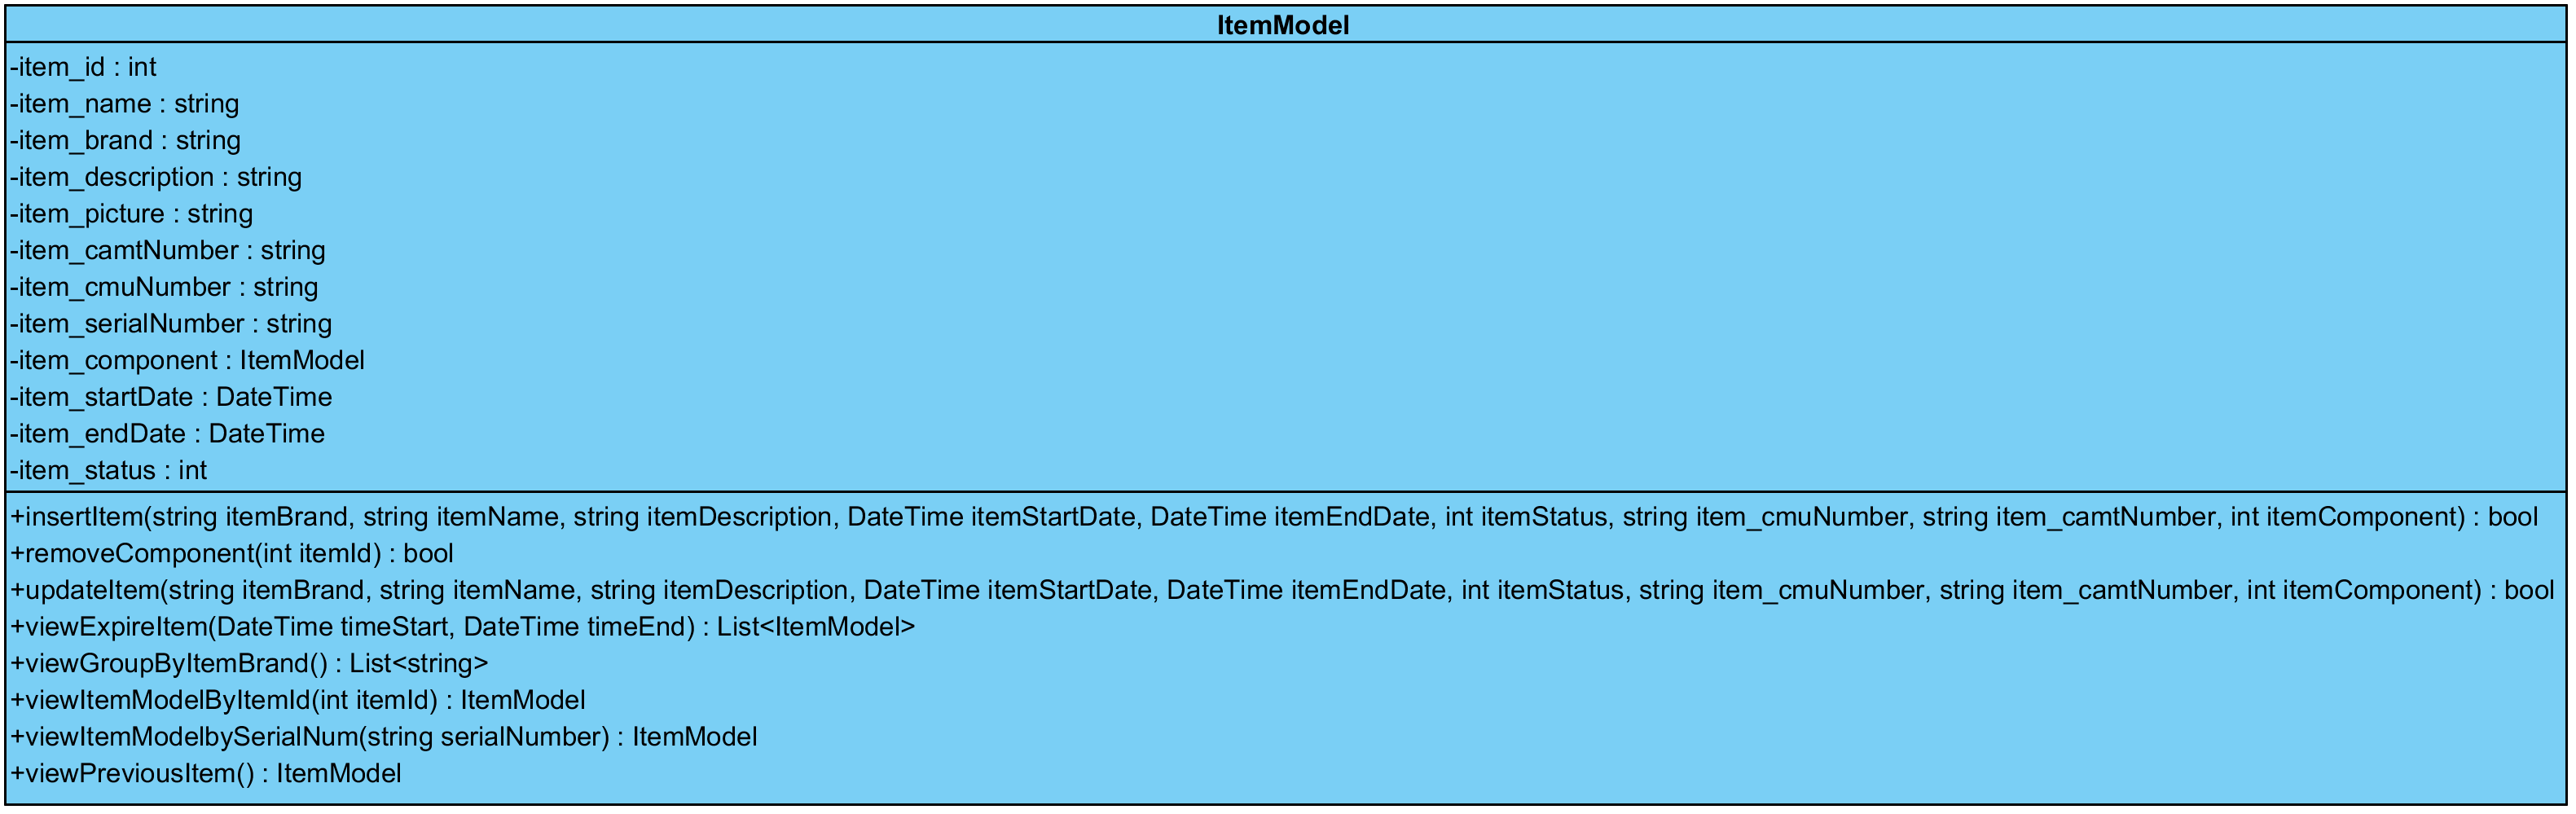 ItemModel
-item_id : int
-item_name : string
-item_brand : string
-item_description : string
-item_picture : string
-item_camtNumber : string
-item_cmuNumber : string
-item_serialNumber : string
-item_component : ItemModel
-item_startDate : DateTime
-item_endDate : DateTime
-item_status : int
+insertItem(string itemBrand, string itemName, string itemDescription, DateTime itemStartDate, DateTime itemEndDate, int itemStatus, string item_cmuNumber, string item_camtNumber, int itemComponent) : bool
+removeComponent(int itemId) : bool
+updateItem(string itemBrand, string itemName, string itemDescription, DateTime itemStartDate, DateTime itemEndDate, int itemStatus, string item_cmuNumber, string item_camtNumber, int itemComponent) : bool
+viewExpireItem(DateTime timeStart, DateTime timeEnd) : List<ItemModel>
+viewGroupByItemBrand() : List<string>
+viewItemModelByItemId(int itemId) : ItemModel
+viewItemModelbySerialNum(string serialNumber) : ItemModel
+viewPreviousItem() : ItemModel